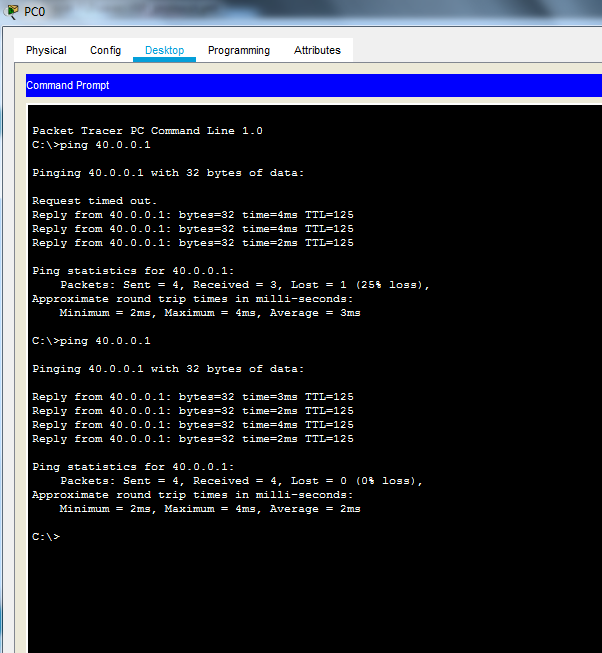 PC0
Physical Config Desktop Programming Attributes
Command Prompt
Packet Tracer PC Command Line 1.0
C:\>ping 40.0.0.1
Pinging 40.0.0.1 with 32 bytes of data:
Request timed out.
Reply from 40.0.0.1: bytes=32 time=4ms TTL=125
Reply from 40.0.0.1: bytes=32 time=4ms TTL=125
Reply from 40.0.0.1: bytes=32 time=2ms TTL=125
Ping statistics for 40.0.0.1:
Packets: Sent = 4, Received = 3, Lost = 1 (25% loss),
Approximate round trip times in milli-seconds:
Minimum = 2ms, Maximum = 4ms, Average = 3ms
C:\>ping 40.0.0.1
Pinging 40.0.0.1 with 32 bytes of data:
Reply from 40.0.0.1: bytes=32 time=3ms TTL=125
Reply from 40.0.0.1: bytes=32 time=2ms TTL=125
Reply from 40.0.0.1: bytes=32 time=4ms TTL=125
Reply from 40.0.0.1: bytes=32 time=2ms TTL=125
Ping statistics for 40.0.0.1:
Packets: Sent = 4, Received = 4, Lost = 0 (0% loss),
Approximate round trip times in milli-seconds:
Minimum = 2ms, Maximum = 4ms, Average = 2ms
C:\>